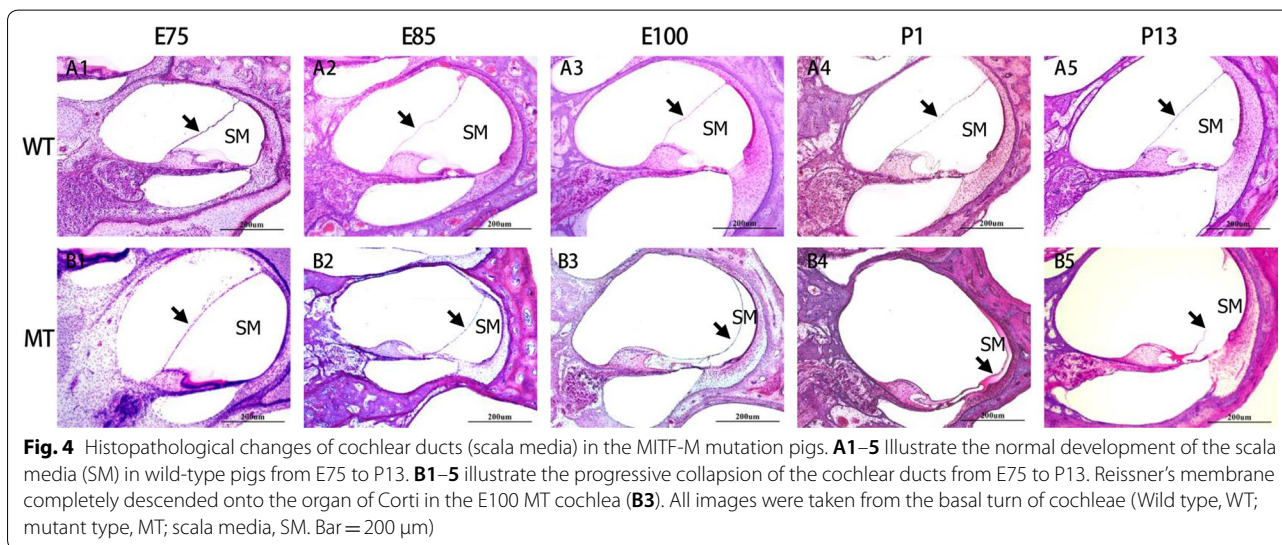 E75 E85 E100 P1 P13
WT
A1 SM 200um
A2 SM 200um
A3 SM 200um
A4 SM 200um
A5 SM 200um
MT
B1 SM 200um
B2 SM 200um
B3 SM 200um
B4 SM 200um
B5 SM 200um
Fig. 4 Histopathological changes of cochlear ducts (scala media) in the MITF-M mutation pigs. A1–5 Illustrate the normal development of the scala
media (SM) in wild-type pigs from E75 to P13. B1–5 illustrate the progressive collapsion of the cochlear ducts from E75 to P13. Reissner's membrane
completely descended onto the organ of Corti in the E100 MT cochlea (B3). All images were taken from the basal turn of cochleae (Wild type, WT;
mutant type, MT; scala media, SM. Bar = 200 µm)